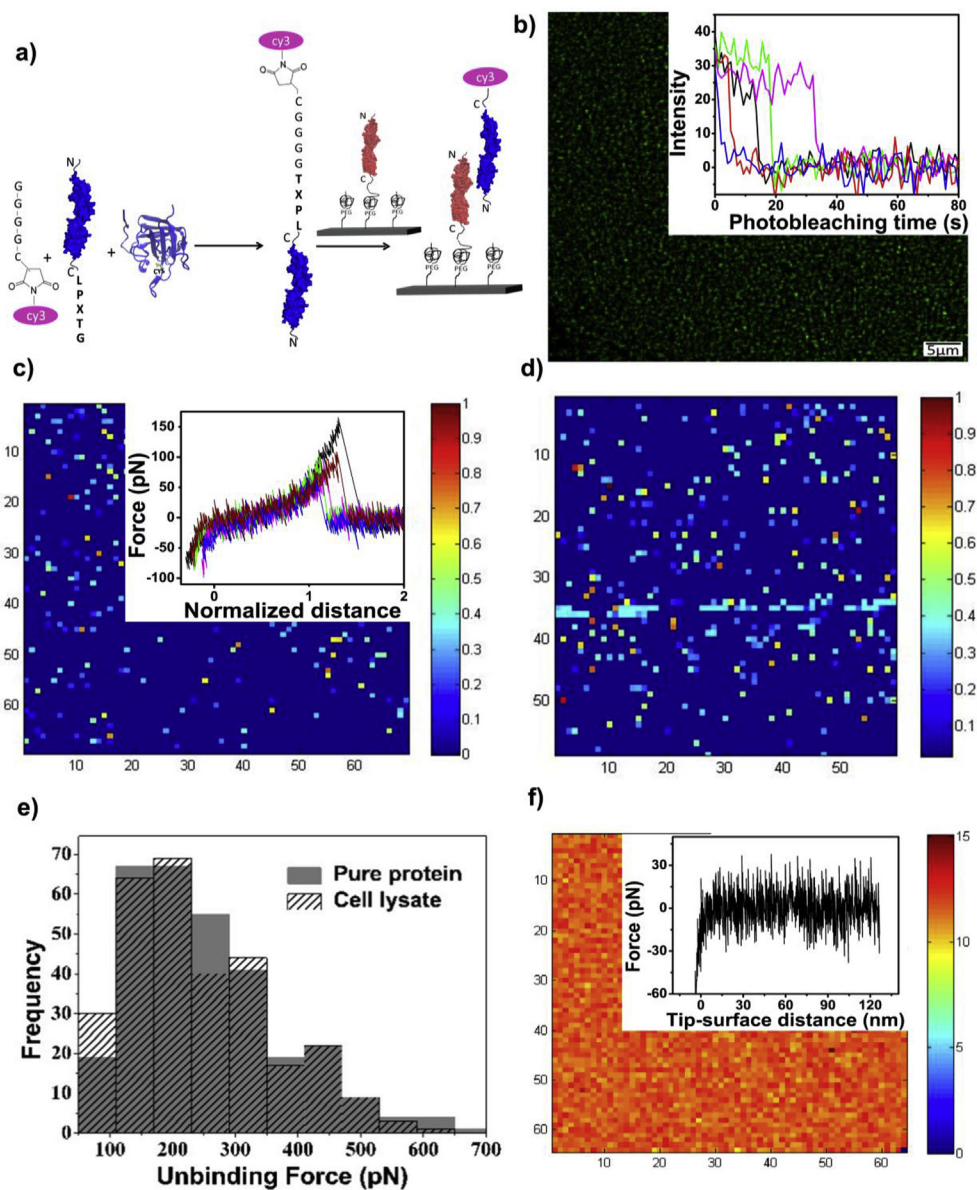 a)
cy3
N
C
G
G
G
G
T
X
P
L
C
N
G
G
G
G
C
O
N
O
cy3
+
N
C
L
P
X
T
G
+
CYS
N
C
PEG
PEG
PEG
cy3
C
N
N
C
PEG
PEG
PEG
b)
Intensity
40
30
20
10
0
0 20 40 60 80
Photobleaching time (s)
5μm
c)
10
20
30
40
50
60
10 20 30 40 50 60
Force (pN)
150
100
50
0
-50
-100
0 1 2
Normalized distance
1
0.9
0.8
0.7
0.6
0.5
0.4
0.3
0.2
0.1
0
d)
10
20
30
40
50
10 20 30 40 50
1
0.9
0.8
0.7
0.6
0.5
0.4
0.3
0.2
0.1
e)
Frequency
70
60
50
40
30
20
10
0
Pure protein
Cell lysate
100 200 300 400 500 600 700
Unbinding Force (pN)
f)
10
20
30
40
50
60
10 20 30 40 50 60
Force (pN)
30
0
-30
-60
0 30 60 90 120
Tip-surface distance (nm)
15
10
5
0